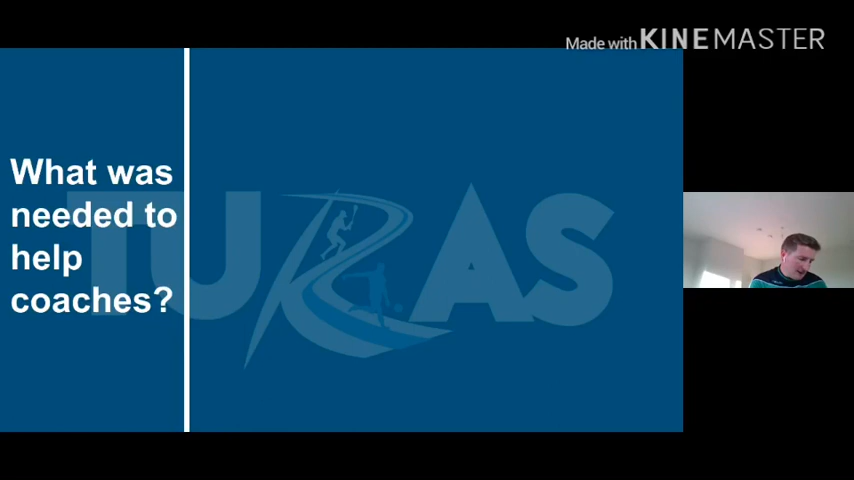 Made with KINEMASTER
What was
needed to
help
coaches?
TURAS